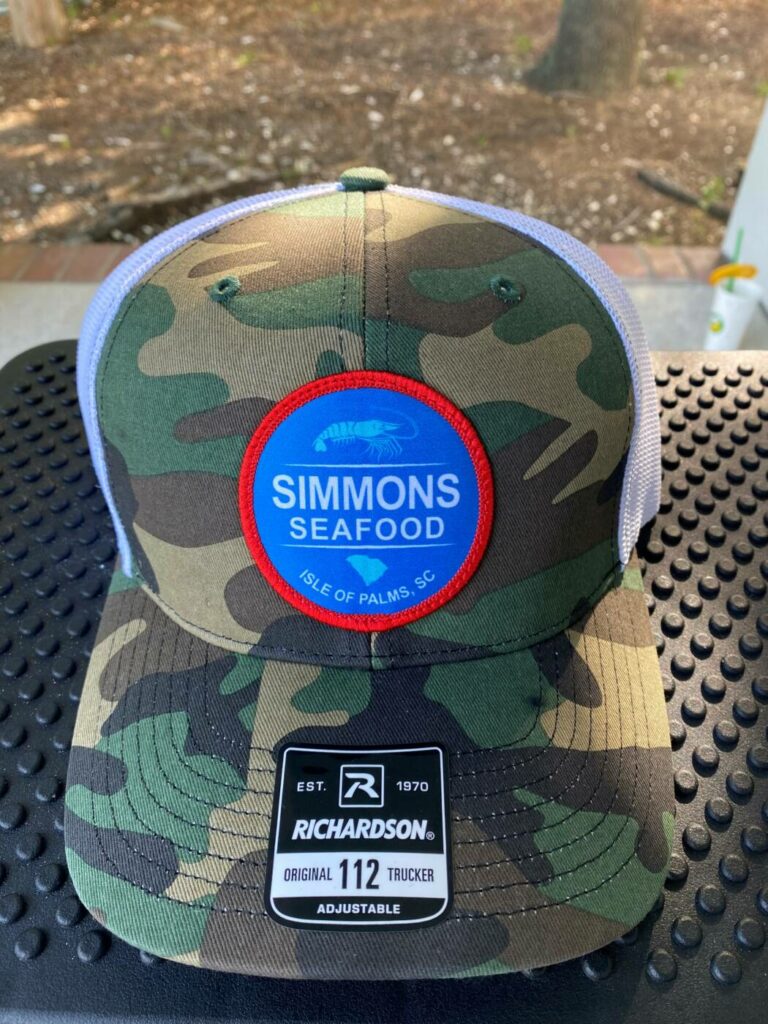 SIMMONS
SEAFOOD
ISLE OF PALMS, SC
EST. R 1970
RICHARDSON®
ORIGINAL 112 TRUCKER
ADJUSTABLE